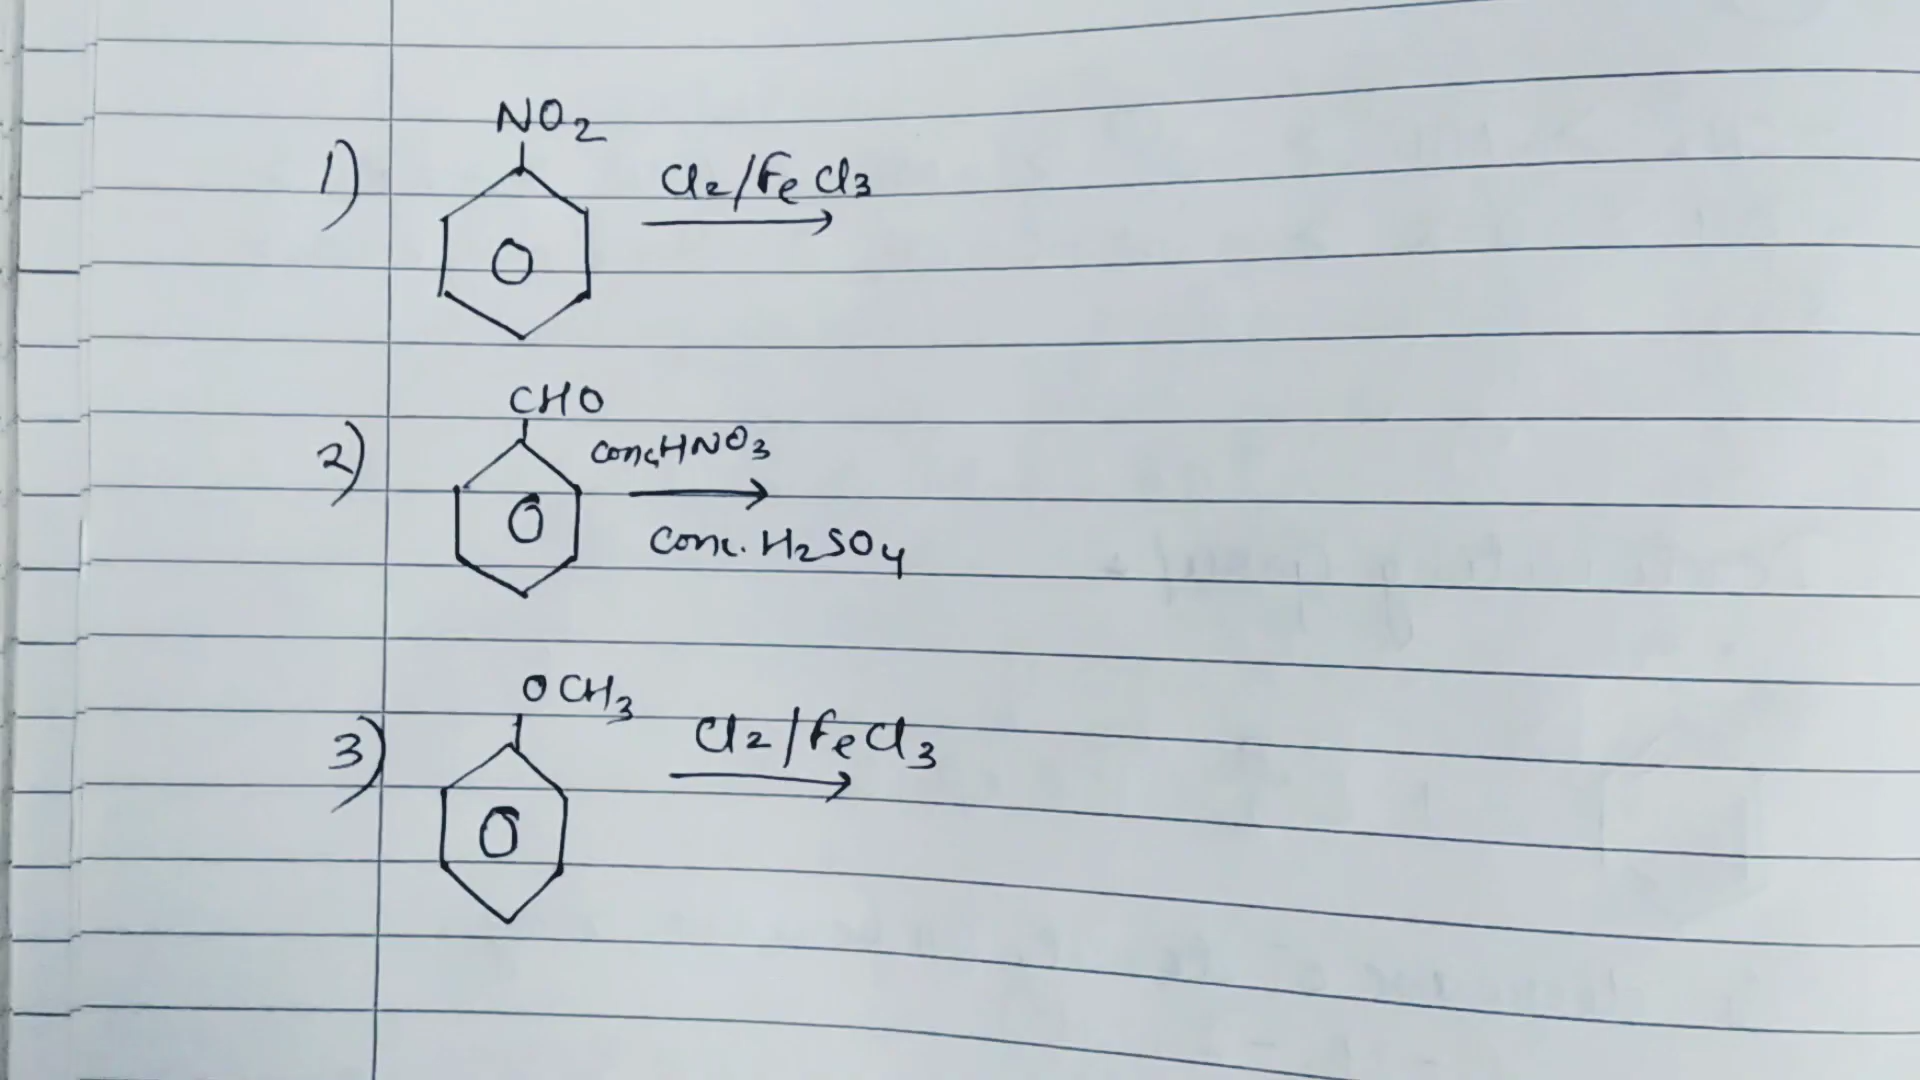 NO2
1) Cl2/FeCl3
CHO
2) conc. HNO3
conc. H2SO4
OCH3
3) Cl2/FeCl3